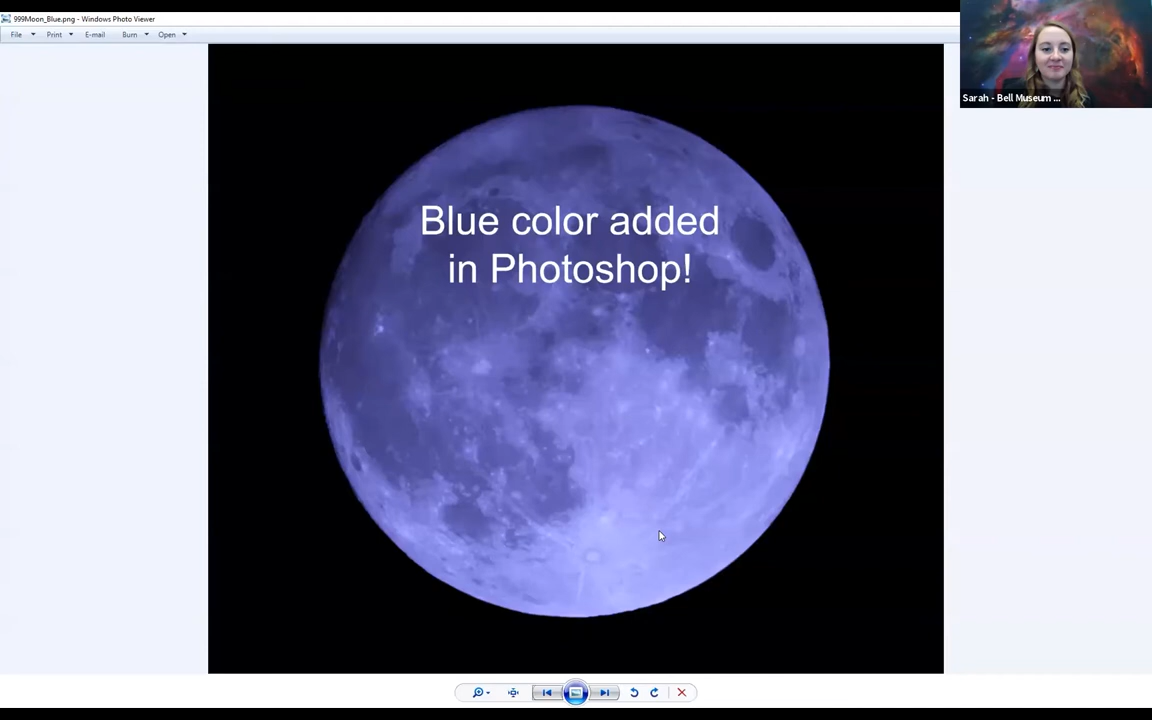 999Moon_Blue.png - Windows Photo Viewer
File Print E-mail Burn Open
Sarah - Bell Museum ...
Blue color added
in Photoshop!